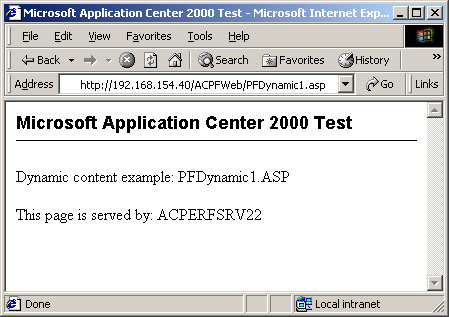 Microsoft Application Center 2000 Test - Microsoft Internet Exp...
File Edit View Favorites Tools Help
Back Search Favorites History »
Address http://192.168.154.40/ACPFWeb/PFDynamic1.asp Go Links
Microsoft Application Center 2000 Test
Dynamic content example: PFDynamic1.ASP
This page is served by: ACPERFSRV22
Done Local intranet